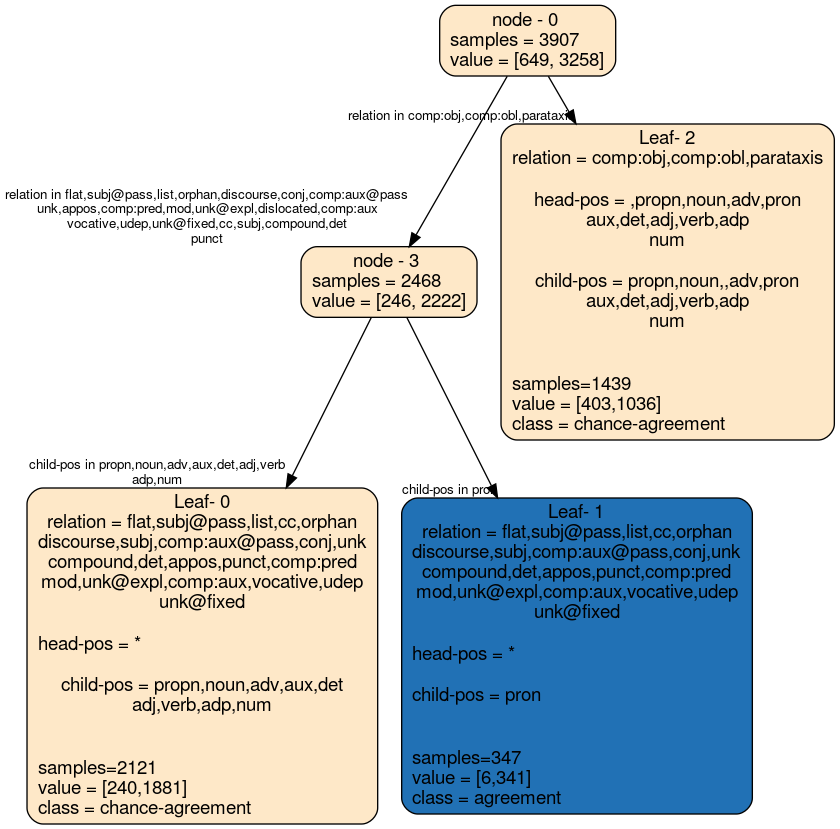 node - 0
samples = 3907
value = [649, 3258]
relation in comp:obj,comp:obl,parataxis
Leaf- 2
relation = comp:obj,comp:obl,parataxis
head-pos = ,propn,noun,adv,pron
aux,det,adj,verb,adp
num
child-pos = propn,noun,,adv,pron
aux,det,adj,verb,adp
num
samples=1439
value = [403,1036]
class = chance-agreement
relation in flat,subj@pass,list,orphan,discourse,conj,comp:aux@pass
unk,appos,comp:pred,mod,unk@expl,dislocated,comp:aux
vocative,udep,unk@fixed,cc,subj,compound,det
punct
node - 3
samples = 2468
value = [246, 2222]
child-pos in propn,noun,adv,aux,det,adj,verb
adp,num
Leaf- 0
relation = flat,subj@pass,list,cc,orphan
discourse,subj,comp:aux@pass,conj,unk
compound,det,appos,punct,comp:pred
mod,unk@expl,comp:aux,vocative,udep
unk@fixed
head-pos = *
child-pos = propn,noun,adv,aux,det
adj,verb,adp,num
samples=2121
value = [240,1881]
class = chance-agreement
child-pos in pron
Leaf- 1
relation = flat,subj@pass,list,cc,orphan
discourse,subj,comp:aux@pass,conj,unk
compound,det,appos,punct,comp:pred
mod,unk@expl,comp:aux,vocative,udep
unk@fixed
head-pos = *
child-pos = pron
samples=347
value = [6,341]
class = agreement